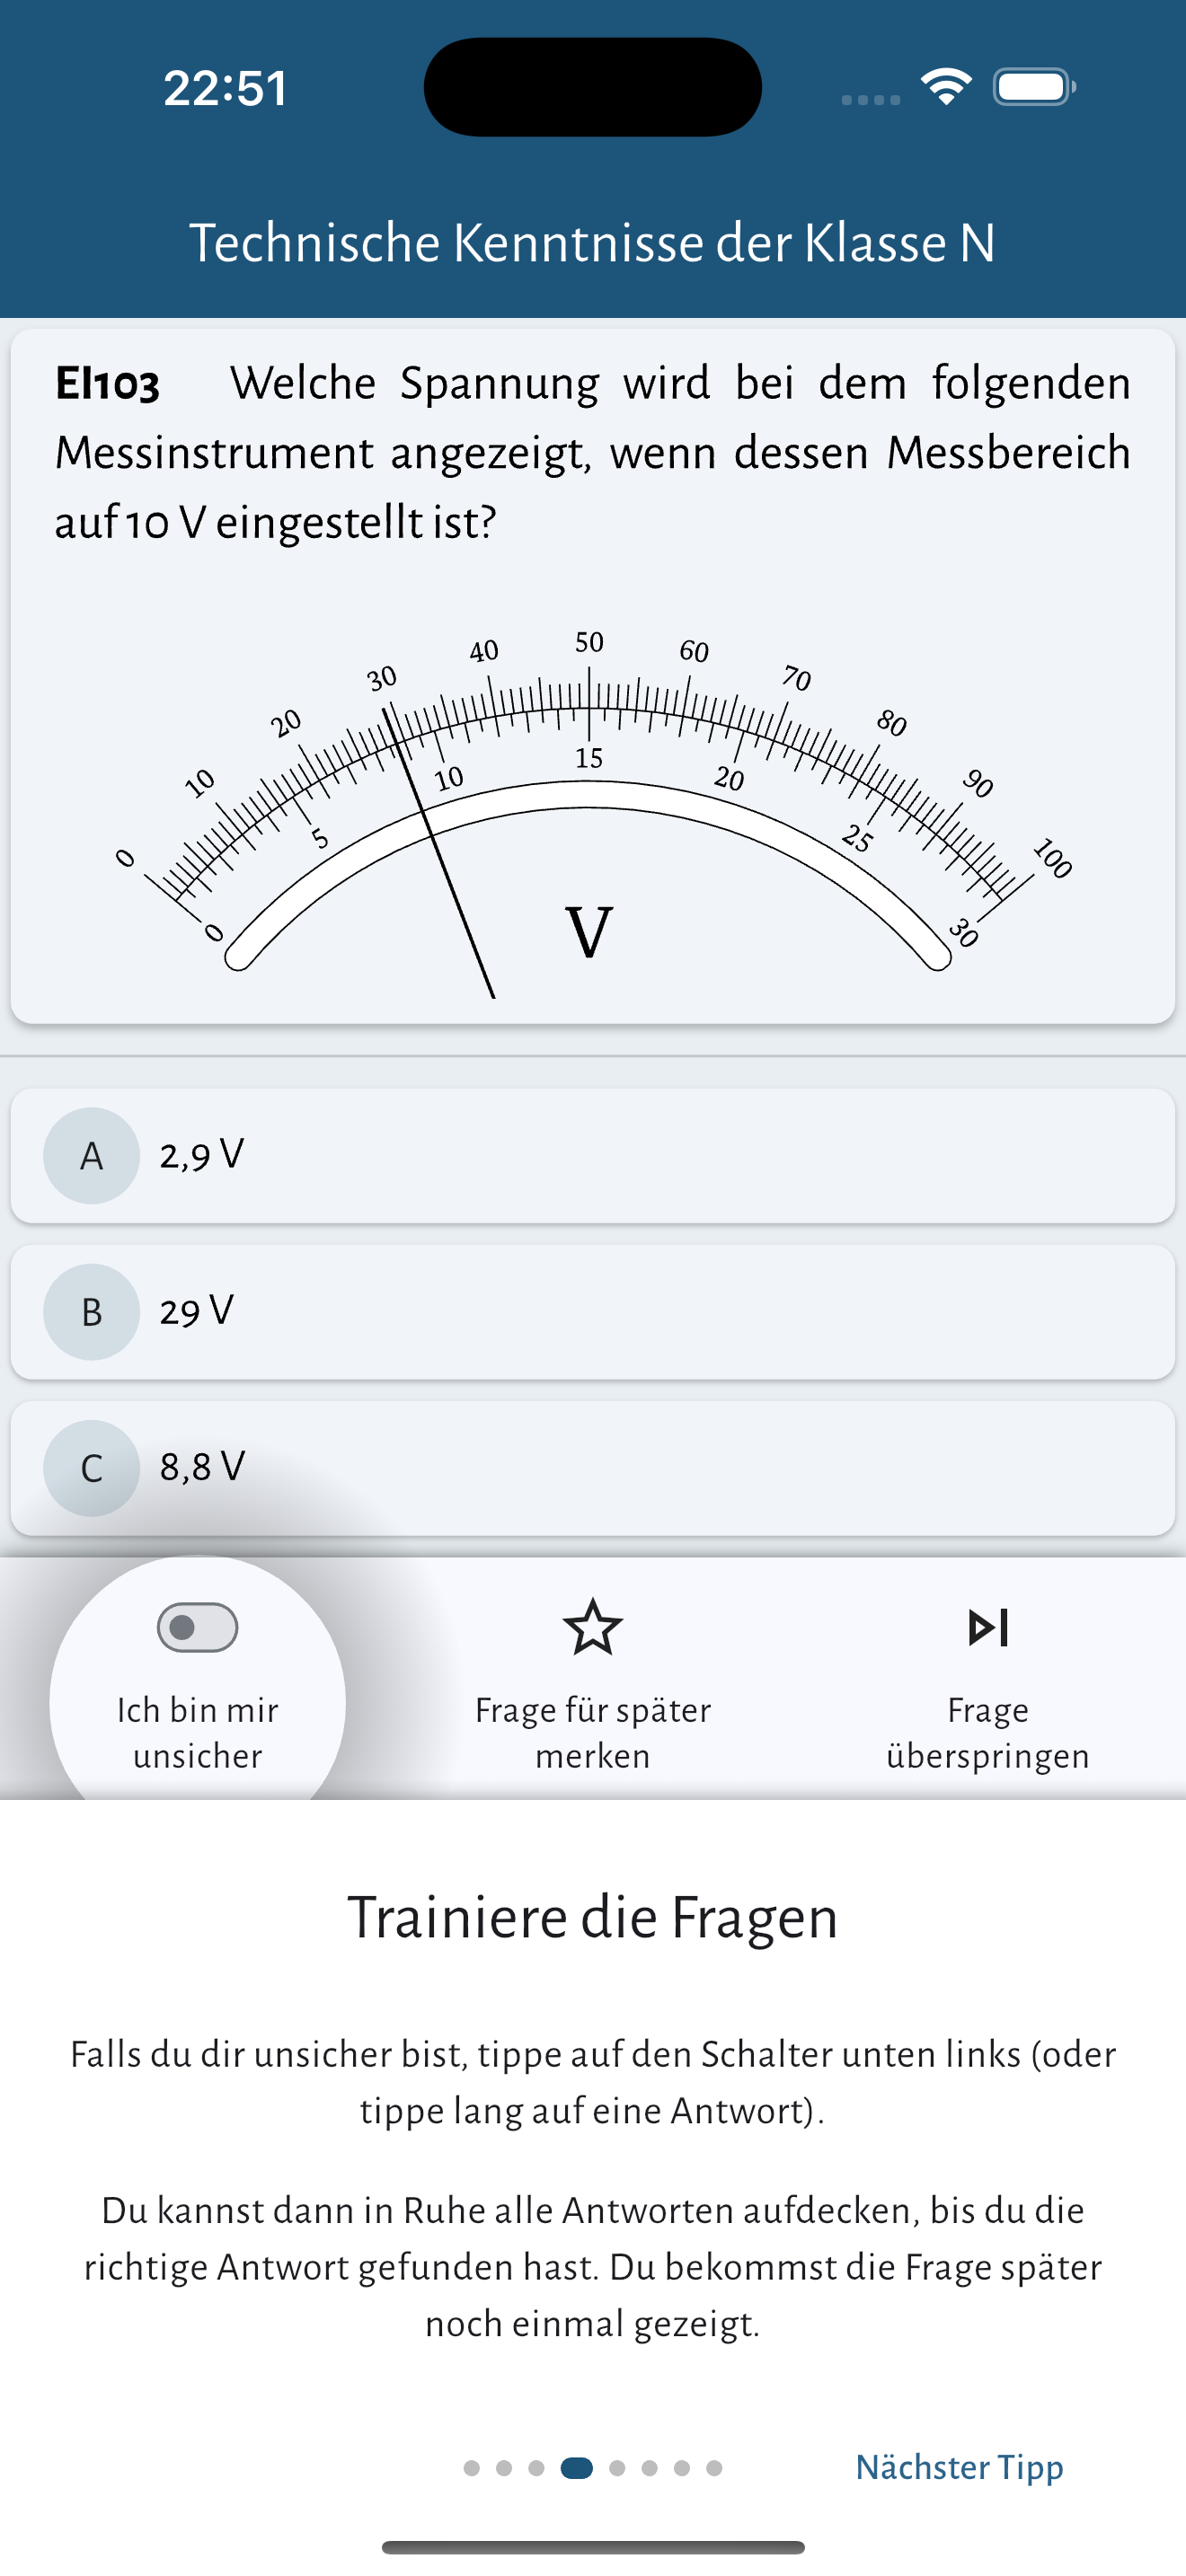 22:51
Technische Kenntnisse der Klasse N
EI103 Welche Spannung wird bei dem folgenden
Messinstrument angezeigt, wenn dessen Messbereich
auf 10 V eingestellt ist?
0 10 20 30 40 50 60 70 80 90 100
0 5 10 15 20 25 30
V
A 2,9 V
B 29 V
C 8,8 V
Ich bin mir
unsicher
Frage für später
merken
Frage
überspringen
Trainiere die Fragen
Falls du dir unsicher bist, tippe auf den Schalter unten links (oder
tippe lang auf eine Antwort).
Du kannst dann in Ruhe alle Antworten aufdecken, bis du die
richtige Antwort gefunden hast. Du bekommst die Frage später
noch einmal gezeigt.
Nächster Tipp